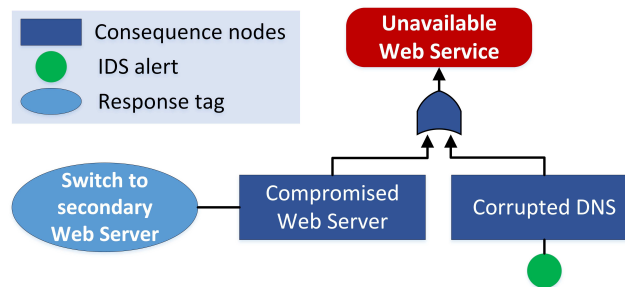 Consequence nodes
IDS alert
Response tag
Unavailable
Web Service
Switch to
secondary
Web Server
Compromised
Web Server
Corrupted DNS